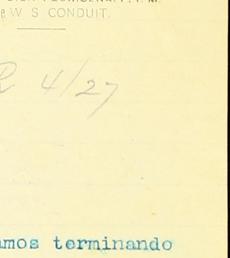 W S CONDUIT.
R 4/27
amos terminando